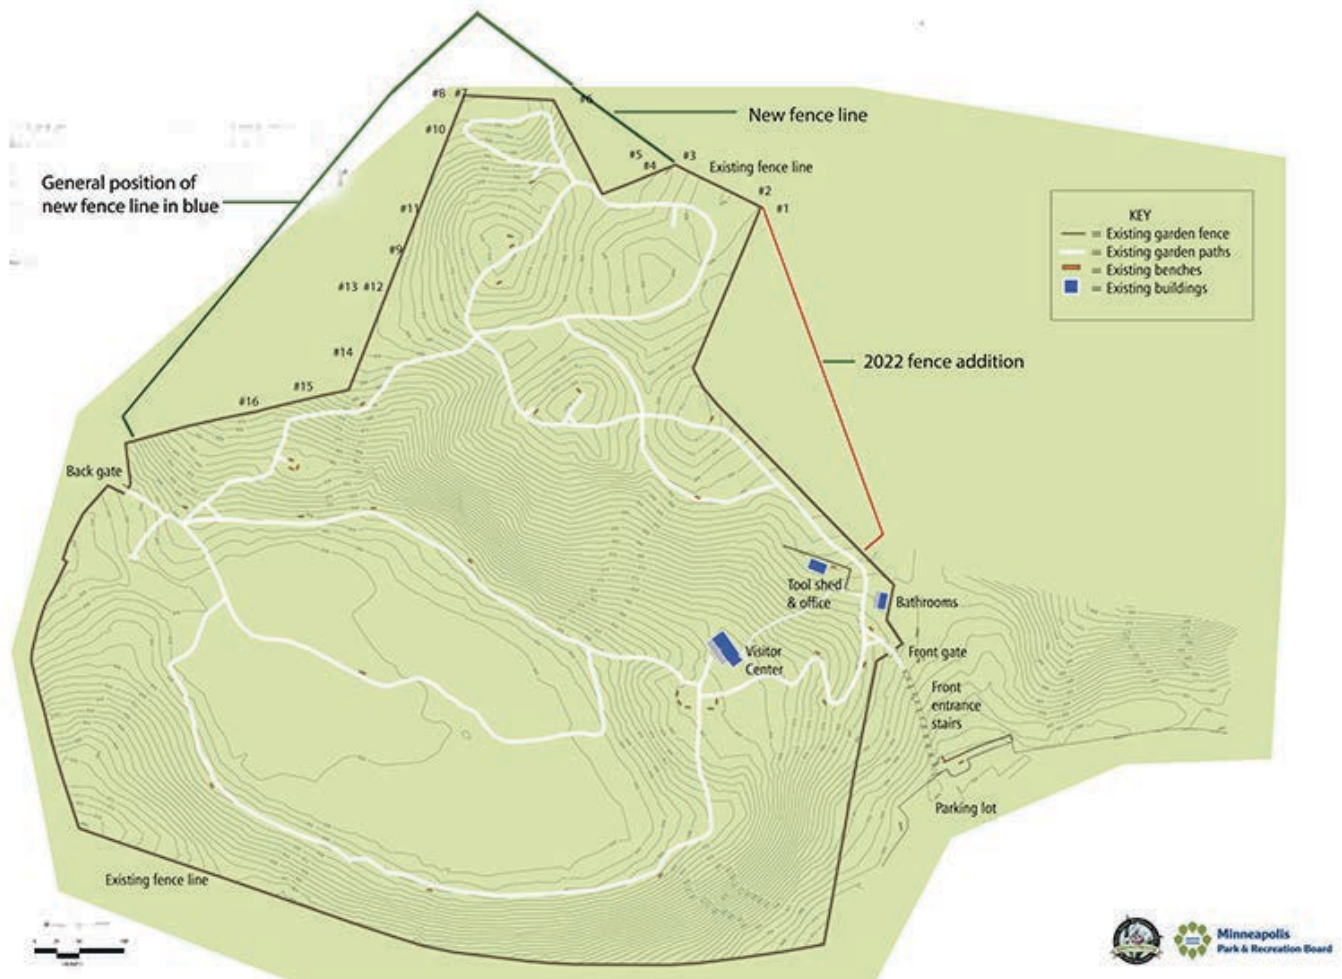 #8 #7
#6
New fence line
#10
#5
#4
#3
Existing fence line
General position of
new fence line in blue
#2
#1
#11
KEY
= Existing garden fence
= Existing garden paths
= Existing benches
= Existing buildings
#9
#13 #12
#14
2022 fence addition
#15
#16
Back gate
Tool shed
& office
Bathrooms
Visitor
Center
Front gate
Front
entrance
stairs
Parking lot
Existing fence line
Minneapolis
Park & Recreation Board